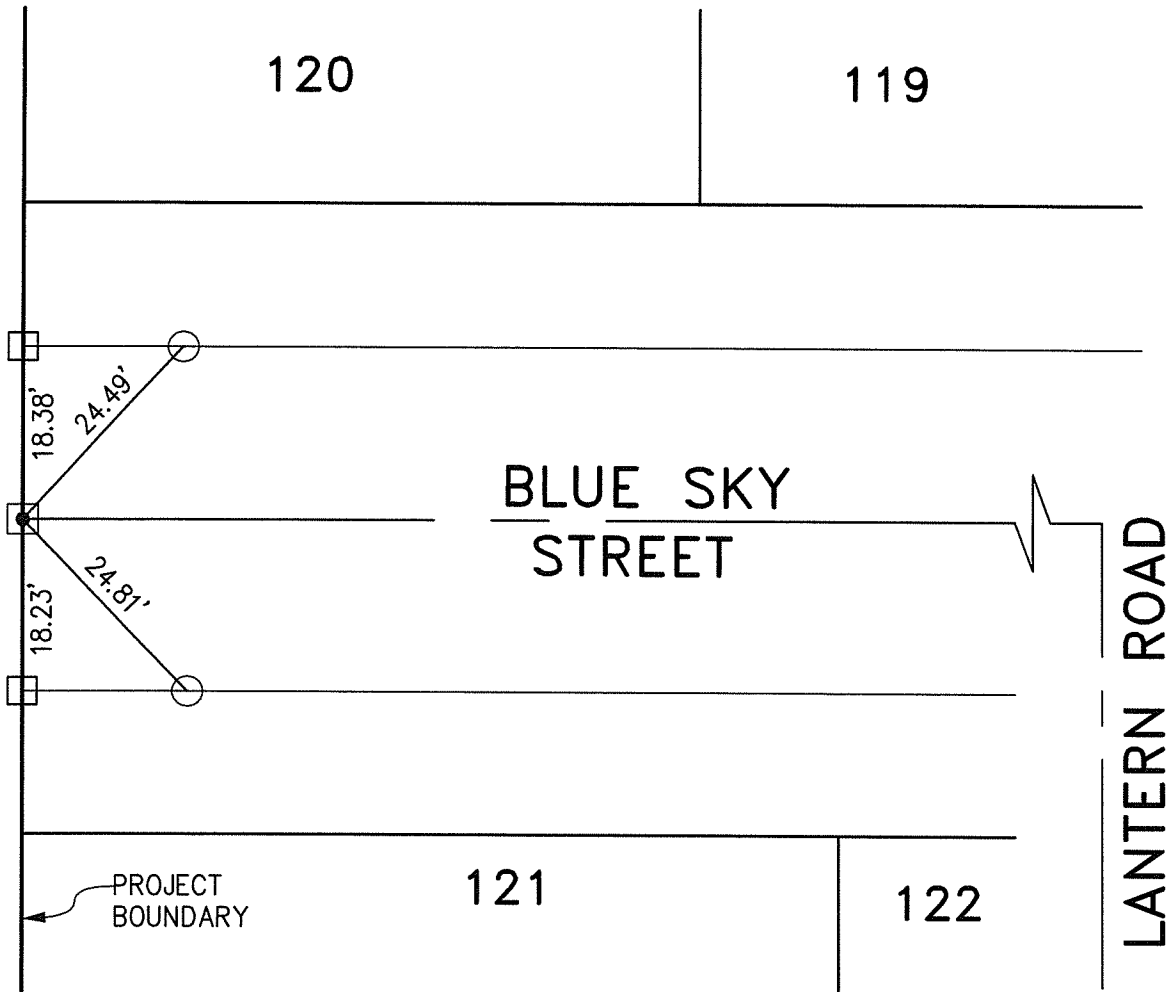 120
119
18.38'
24.49'
BLUE SKY
STREET
24.81'
18.23'
LANTERN ROAD
PROJECT
BOUNDARY
121
122